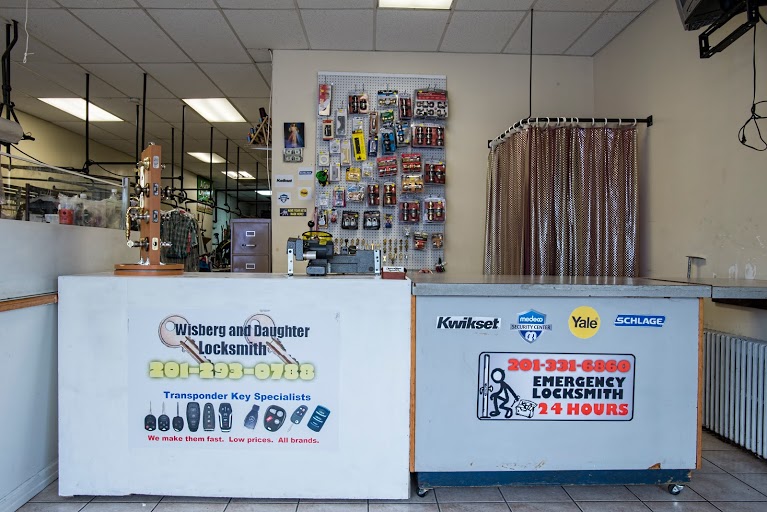 Kwikset
Wisberg and Daughter
Locksmith
201-293-0788
Transponder Key Specialists
We make them fast. Low prices. All brands.
Kwikset
medeco
SECURITY CENTER
Yale
SCHLAGE
201-331-6860
EMERGENCY
LOCKSMITH
24 HOURS